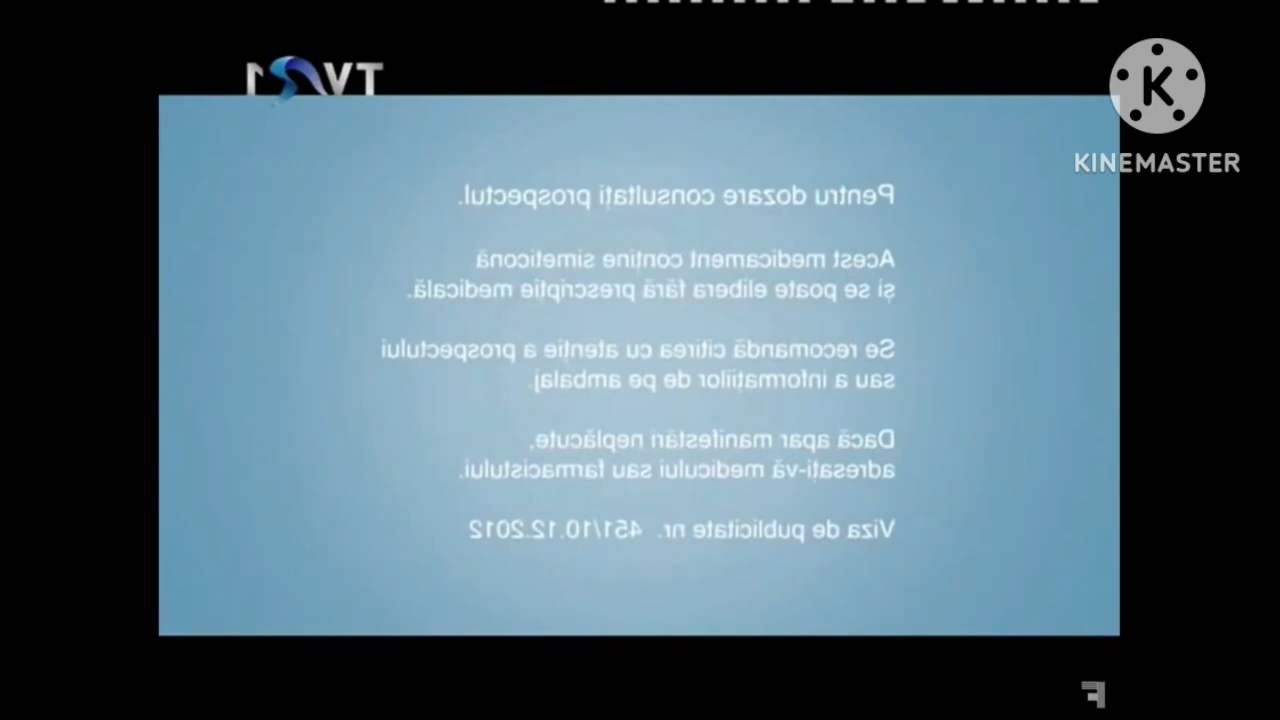 TVR 1
KINEMASTER
Pentru dozare consultați prospectul.
Acest medicament conține simeticonă
și se poate elibera fără prescripție medicală.
Se recomandă citirea cu atenție a prospectului
sau a informațiilor de pe ambalaj.
Dacă apar manifestări neplăcute,
adresați-vă medicului sau farmacistului.
Viza de publicitate nr. 451/10.12.2012